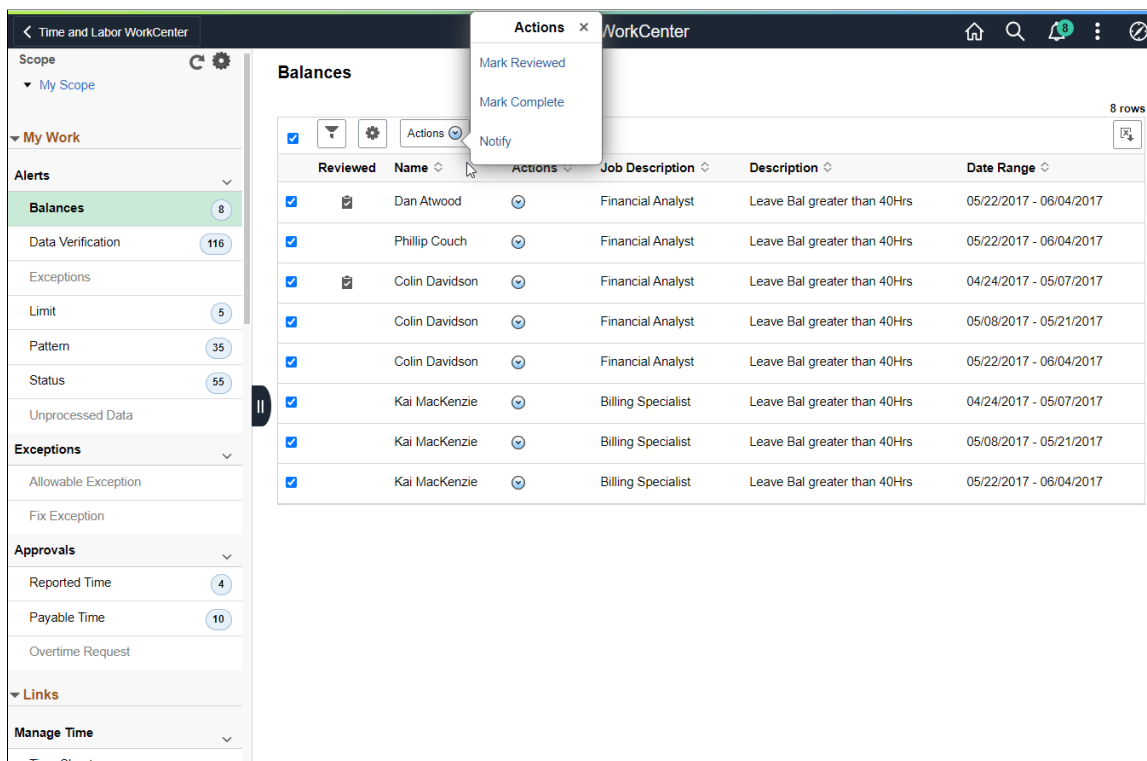 Time and Labor WorkCenter
Actions ×
WorkCenter
8
Scope
My Scope
My Work
Alerts
Balances 8
Data Verification 116
Exceptions
Limit 5
Pattern 35
Status 55
Unprocessed Data
Exceptions
Allowable Exception
Fix Exception
Approvals
Reported Time 4
Payable Time 10
Overtime Request
Links
Manage Time
Balances
Mark Reviewed
Mark Complete
Notify
8 rows
Actions
Reviewed Name Actions Job Description Description Date Range
Dan Atwood Financial Analyst Leave Bal greater than 40Hrs 05/22/2017 - 06/04/2017
Phillip Couch Financial Analyst Leave Bal greater than 40Hrs 05/22/2017 - 06/04/2017
Colin Davidson Financial Analyst Leave Bal greater than 40Hrs 04/24/2017 - 05/07/2017
Colin Davidson Financial Analyst Leave Bal greater than 40Hrs 05/08/2017 - 05/21/2017
Colin Davidson Financial Analyst Leave Bal greater than 40Hrs 05/22/2017 - 06/04/2017
Kai MacKenzie Billing Specialist Leave Bal greater than 40Hrs 04/24/2017 - 05/07/2017
Kai MacKenzie Billing Specialist Leave Bal greater than 40Hrs 05/08/2017 - 05/21/2017
Kai MacKenzie Billing Specialist Leave Bal greater than 40Hrs 05/22/2017 - 06/04/2017